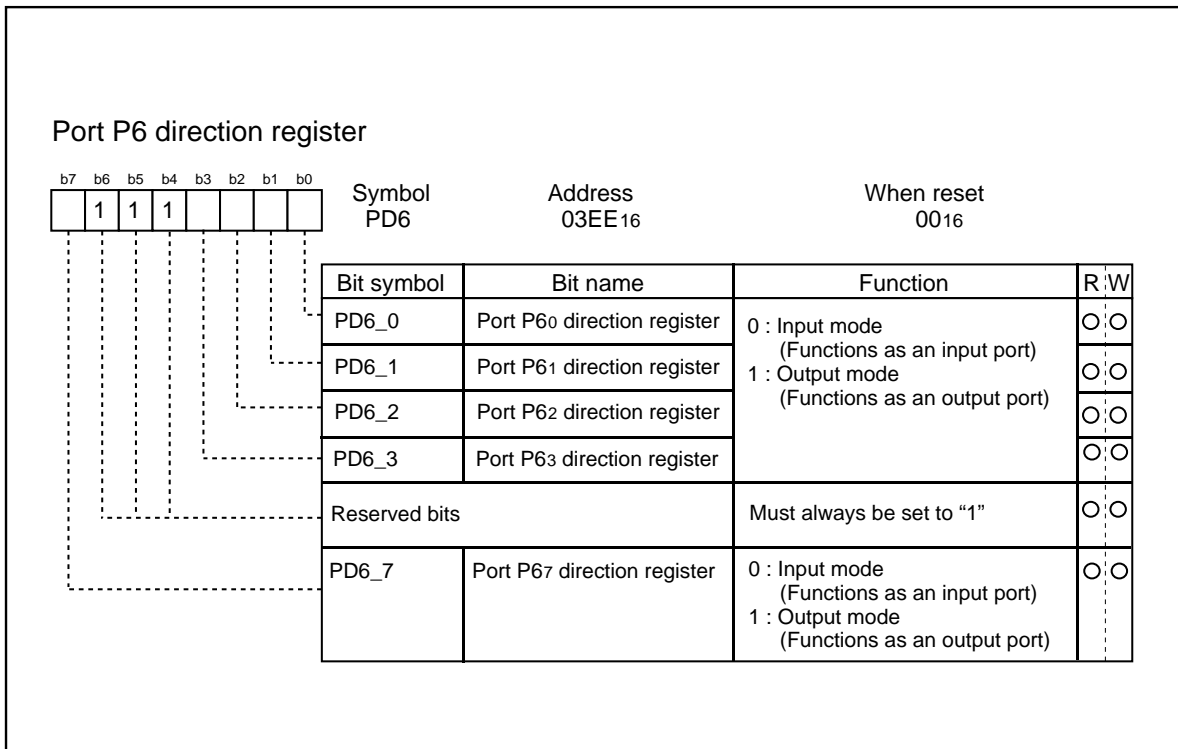 Port P6 direction register
b7 b6 b5 b4 b3 b2 b1 b0
1 1 1
Symbol Address When reset
PD6 03EE16 0016
Bit symbol Bit name Function R W
PD6_0 Port P60 direction register 0 : Input mode
(Functions as an input port)
PD6_1 Port P61 direction register 1 : Output mode
(Functions as an output port)
PD6_2 Port P62 direction register
PD6_3 Port P63 direction register
Reserved bits Must always be set to “1”
PD6_7 Port P67 direction register 0 : Input mode
(Functions as an input port)
1 : Output mode
(Functions as an output port)